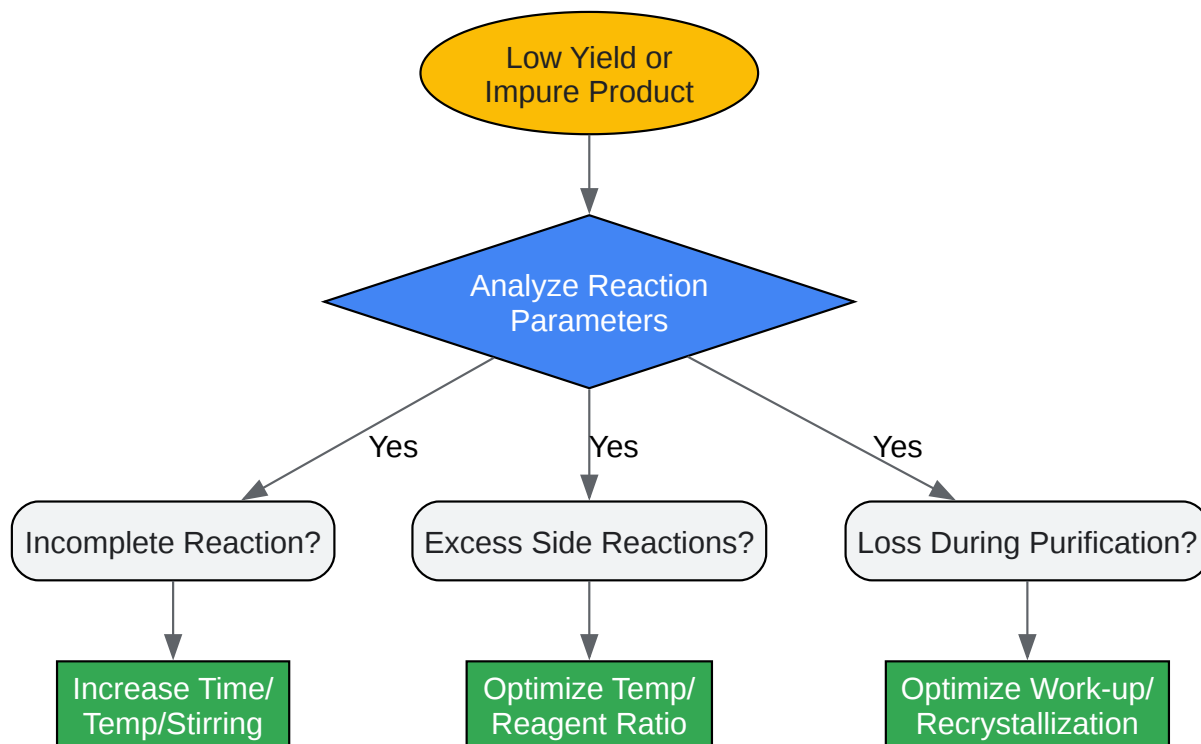 Low Yield or
Impure Product
Analyze Reaction
Parameters
Yes
Yes
Yes
Incomplete Reaction?
Excess Side Reactions?
Loss During Purification?
Increase Time/
Temp/Stirring
Optimize Temp/
Reagent Ratio
Optimize Work-up/
Recrystallization